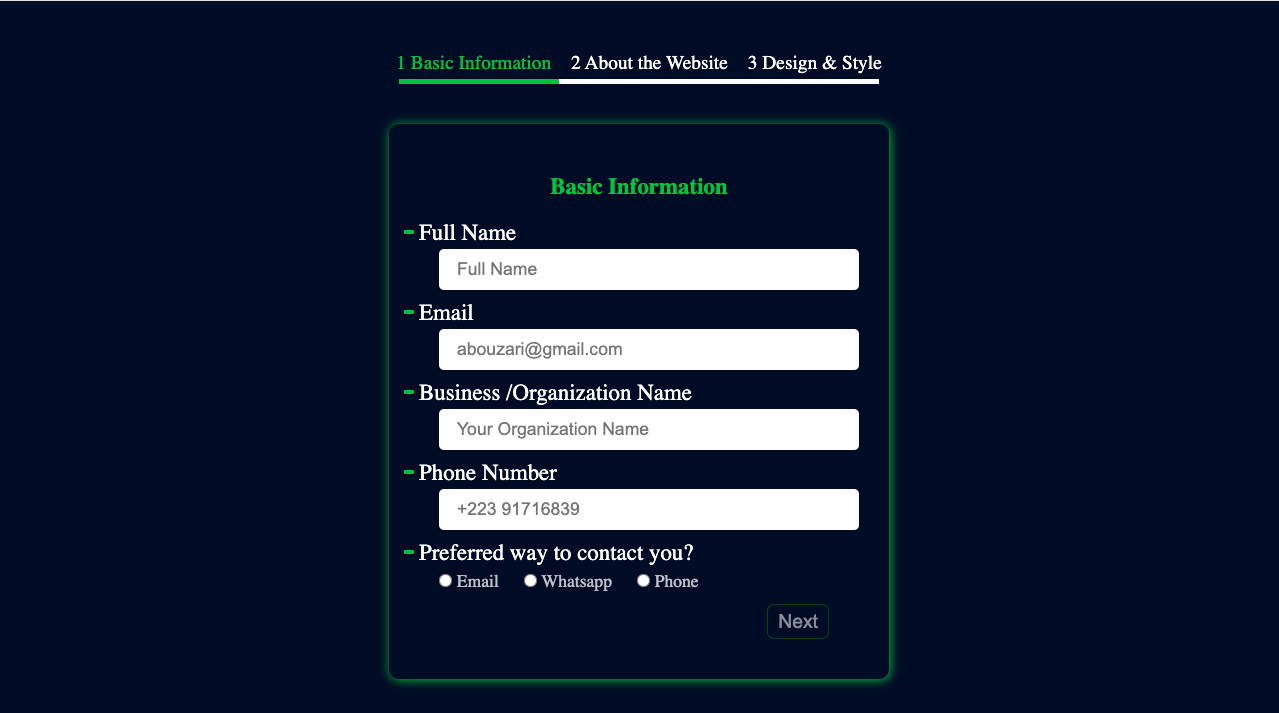 1 Basic Information 2 About the Website 3 Design & Style
Basic Information
Full Name
Full Name
Email
abouzari@gmail.com
Business /Organization Name
Your Organization Name
Phone Number
+223 91716839
Preferred way to contact you?
Email Whatsapp Phone
Next